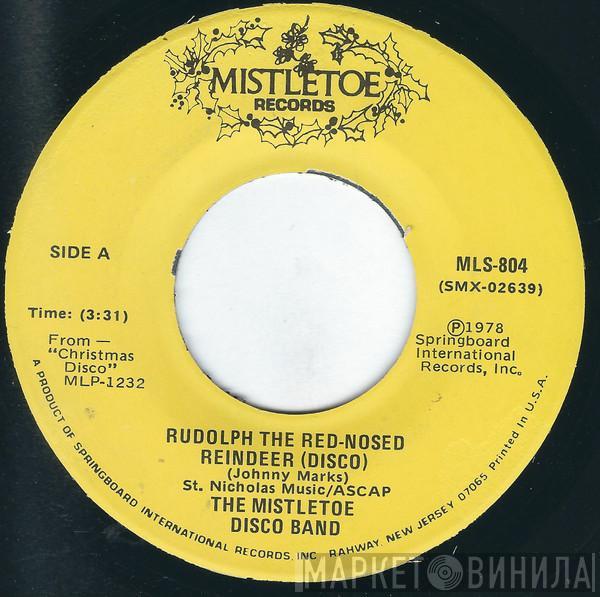 MISTLETOE
RECORDS
SIDE A
MLS-804
(SMX-02639)
Time: (3:31)
From —
"Christmas
Disco"
MLP-1232
Ⓟ1978
Springboard
International
Records, Inc.
RUDOLPH THE RED-NOSED
REINDEER (DISCO)
(Johnny Marks)
St. Nicholas Music/ASCAP
THE MISTLETOE
DISCO BAND
A PRODUCT OF SPRINGBOARD INTERNATIONAL RECORDS, INC., RAHWAY, NEW JERSEY 07065 Printed In U.S.A.
МАРКЕТ ВИНИЛА